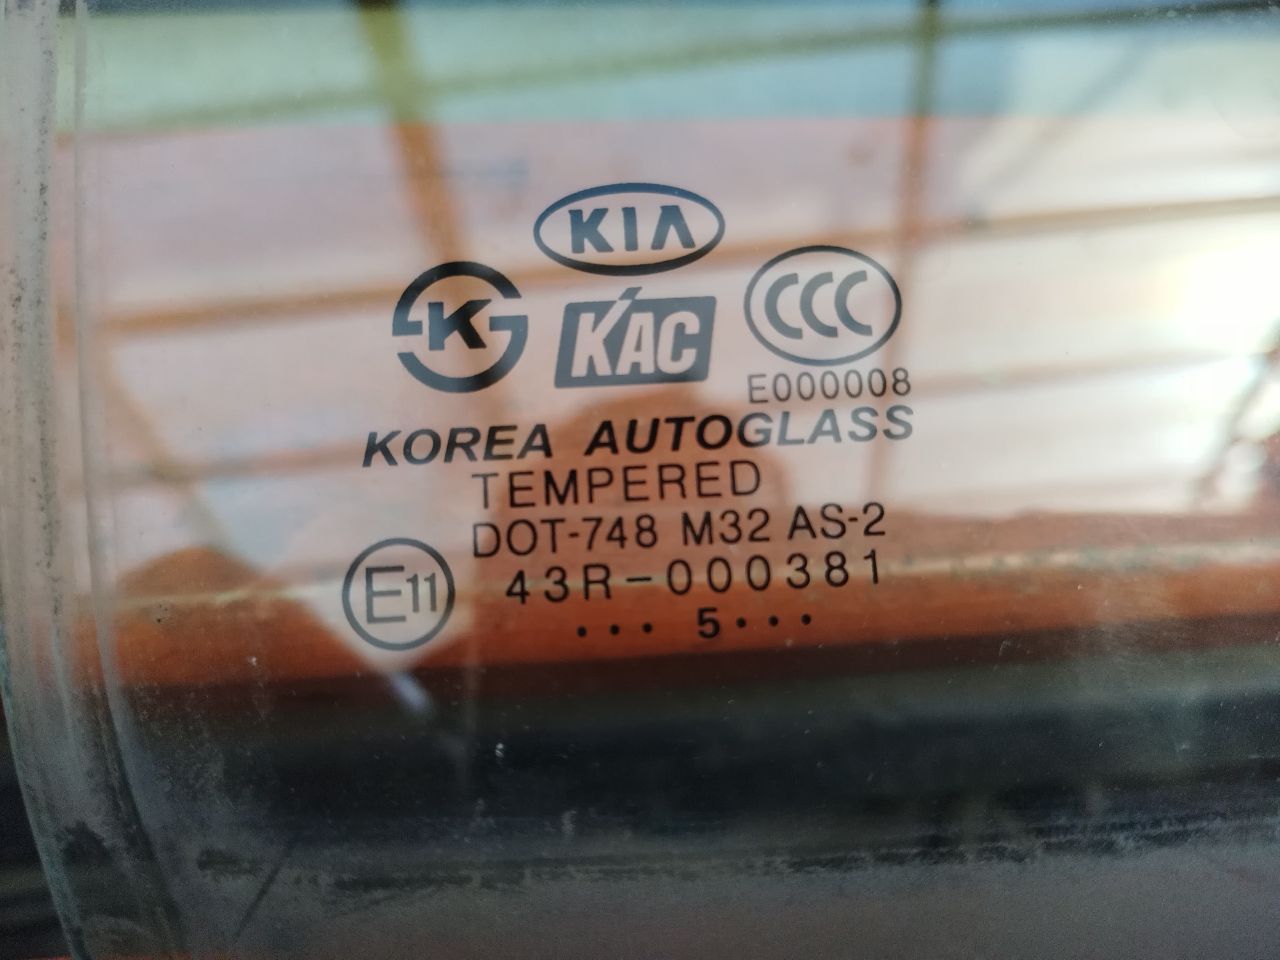 KIA
K
KAC
CCC
E000008
KOREA AUTOGLASS
TEMPERED
DOT-748 M32 AS-2
E11
43R-000381
••• 5•••